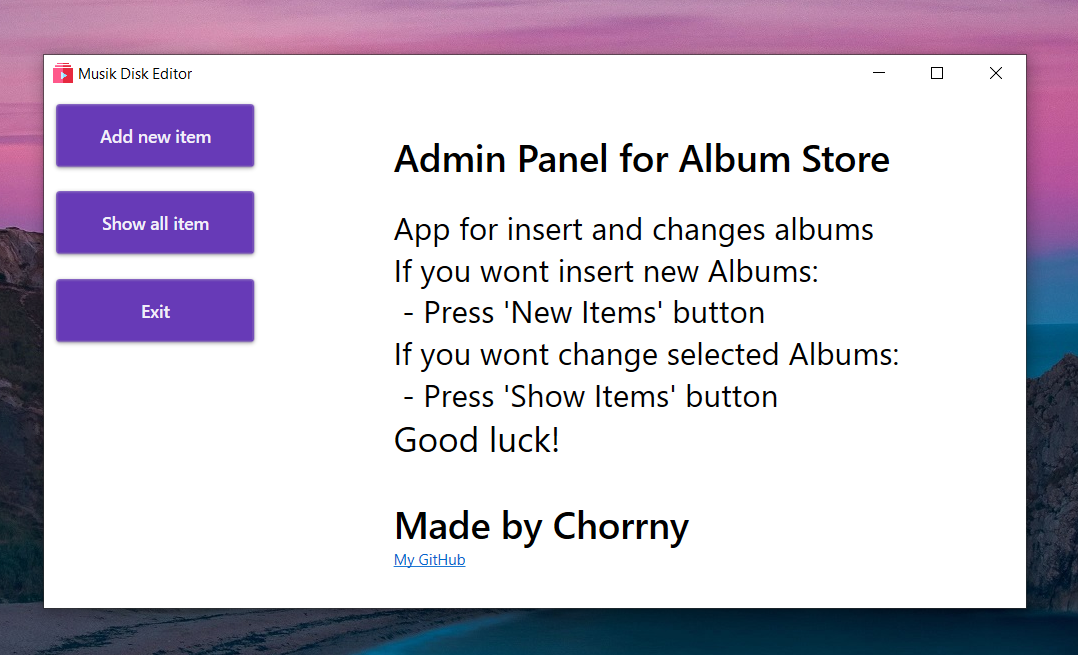 Musik Disk Editor
Add new item
Show all item
Exit
Admin Panel for Album Store
App for insert and changes albums
If you wont insert new Albums:
- Press 'New Items' button
If you wont change selected Albums:
- Press 'Show Items' button
Good luck!
Made by Chorrny
My GitHub